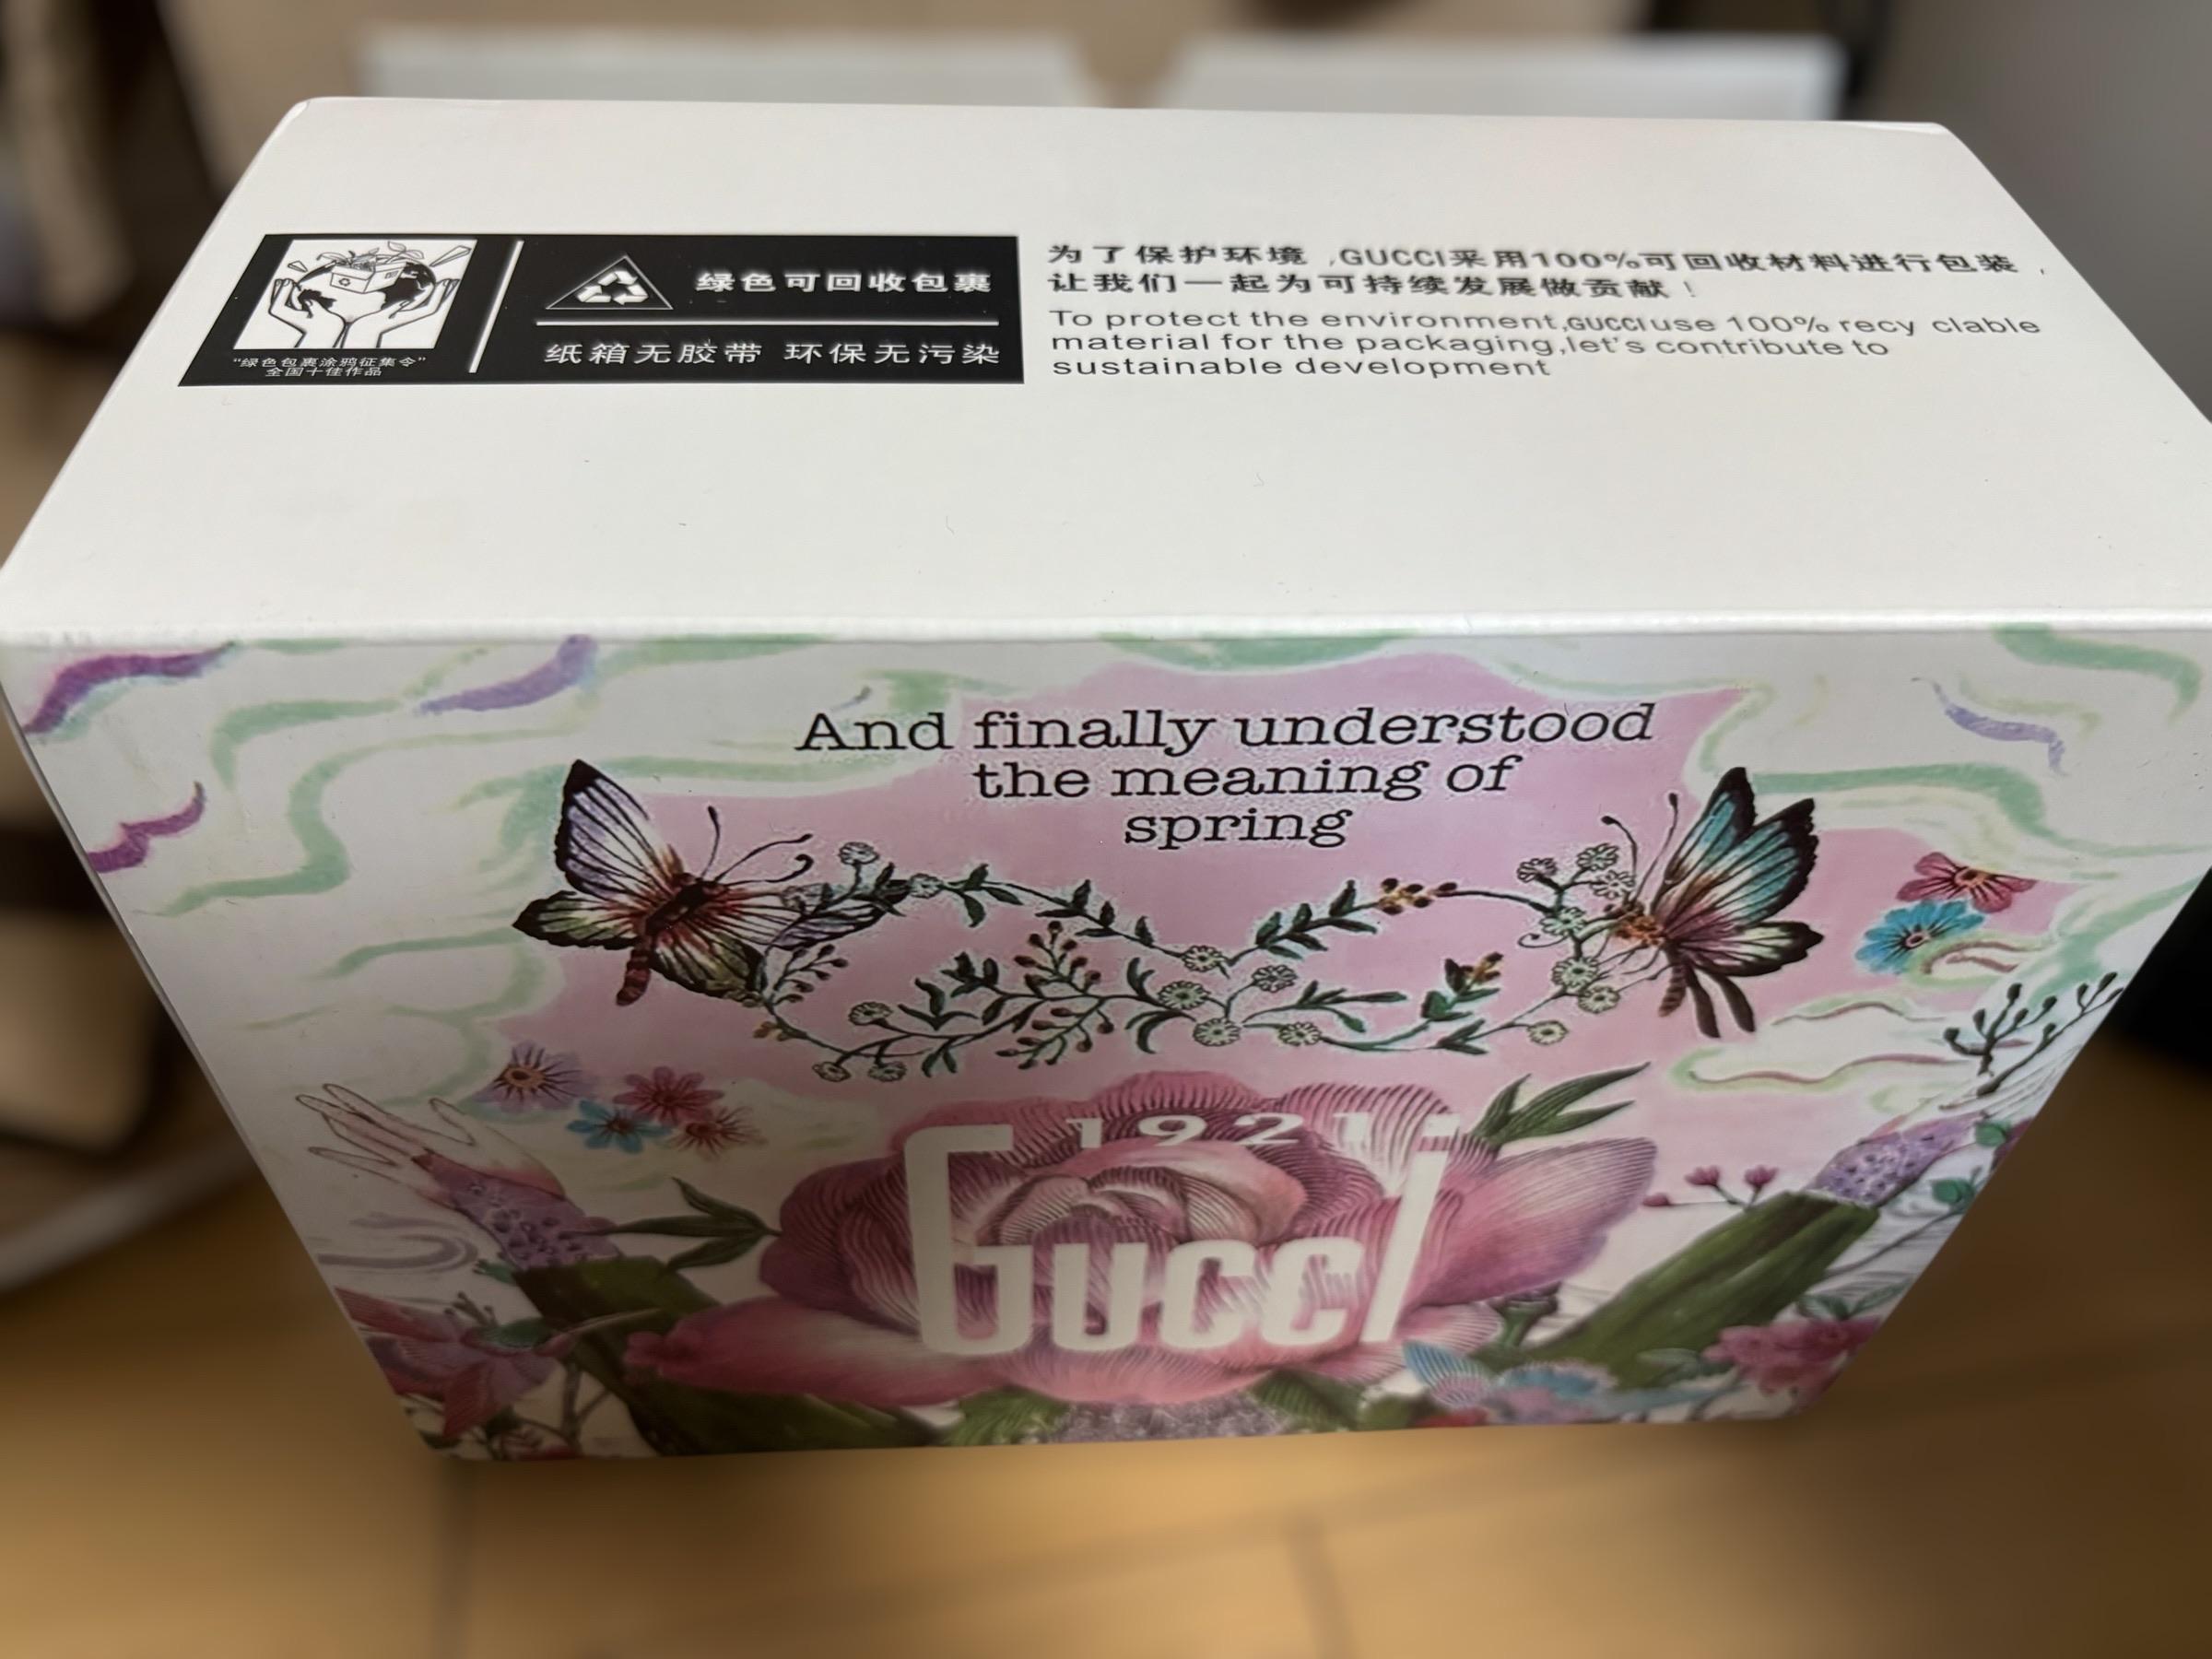 绿色可回收包裹
纸箱无胶带 环保无污染
"绿色包裹涂鸦征集令"
全国十佳作品
为了保护环境,GUCCI采用100%可回收材料进行包装,
让我们一起为可持续发展做贡献!
To protect the environment,GUCCI use 100% recy clable
material for the packaging,let's contribute to
sustainable development
And finally understood
the meaning of
spring
1921-
GUCCI